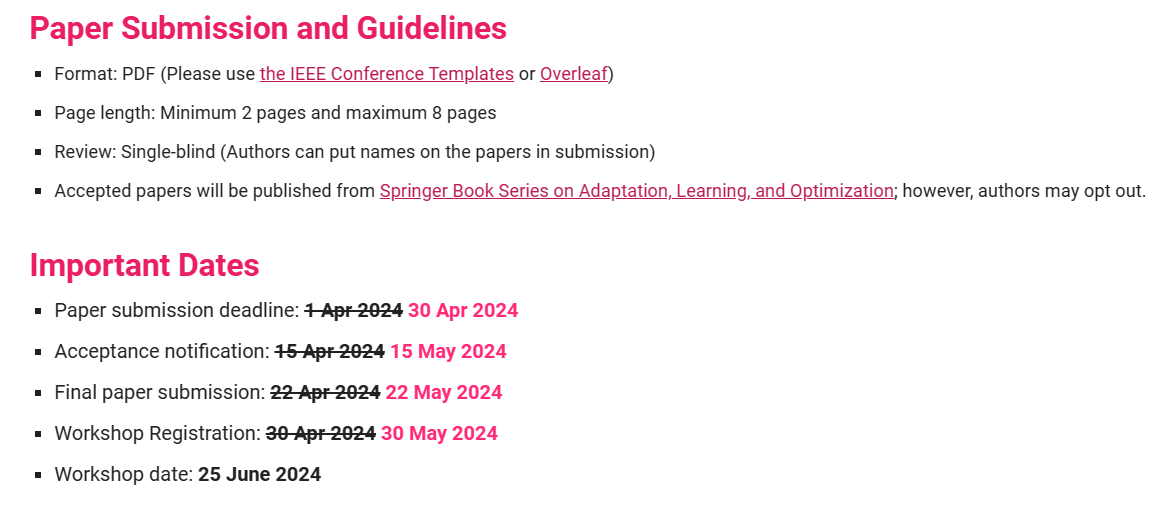 Paper Submission and Guidelines
Format: PDF (Please use the IEEE Conference Templates or Overleaf)
Page length: Minimum 2 pages and maximum 8 pages
Review: Single-blind (Authors can put names on the papers in submission)
Accepted papers will be published from Springer Book Series on Adaptation, Learning, and Optimization; however, authors may opt out.
Important Dates
Paper submission deadline: 1 Apr 2024 30 Apr 2024
Acceptance notification: 15 Apr 2024 15 May 2024
Final paper submission: 22 Apr 2024 22 May 2024
Workshop Registration: 30 Apr 2024 30 May 2024
Workshop date: 25 June 2024